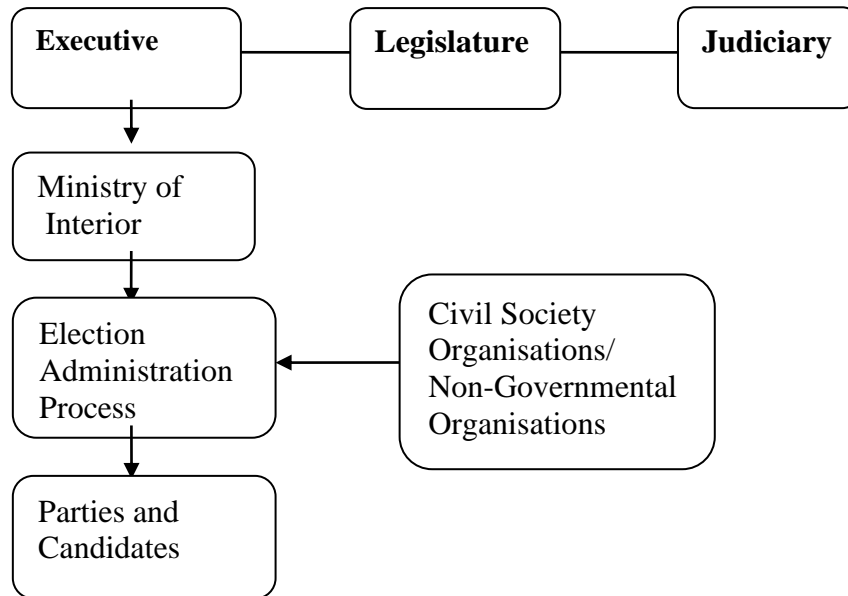 Executive
Legislature
Judiciary
Ministry of
Interior
Election
Administration
Process
Civil Society
Organisations/
Non-Governmental
Organisations
Parties and
Candidates